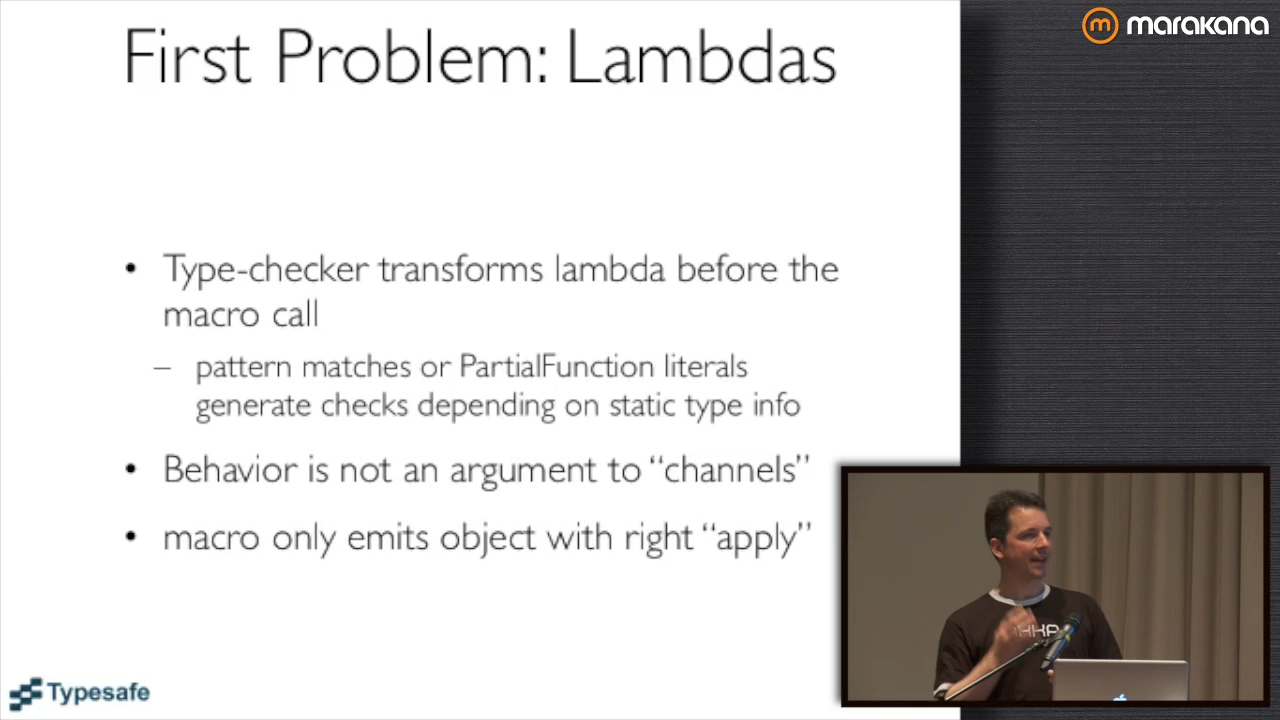 First Problem: Lambdas
marakana
• Type-checker transforms lambda before the
macro call
– pattern matches or PartialFunction literals
generate checks depending on static type info
• Behavior is not an argument to “channels”
• macro only emits object with right “apply”
Typesafe